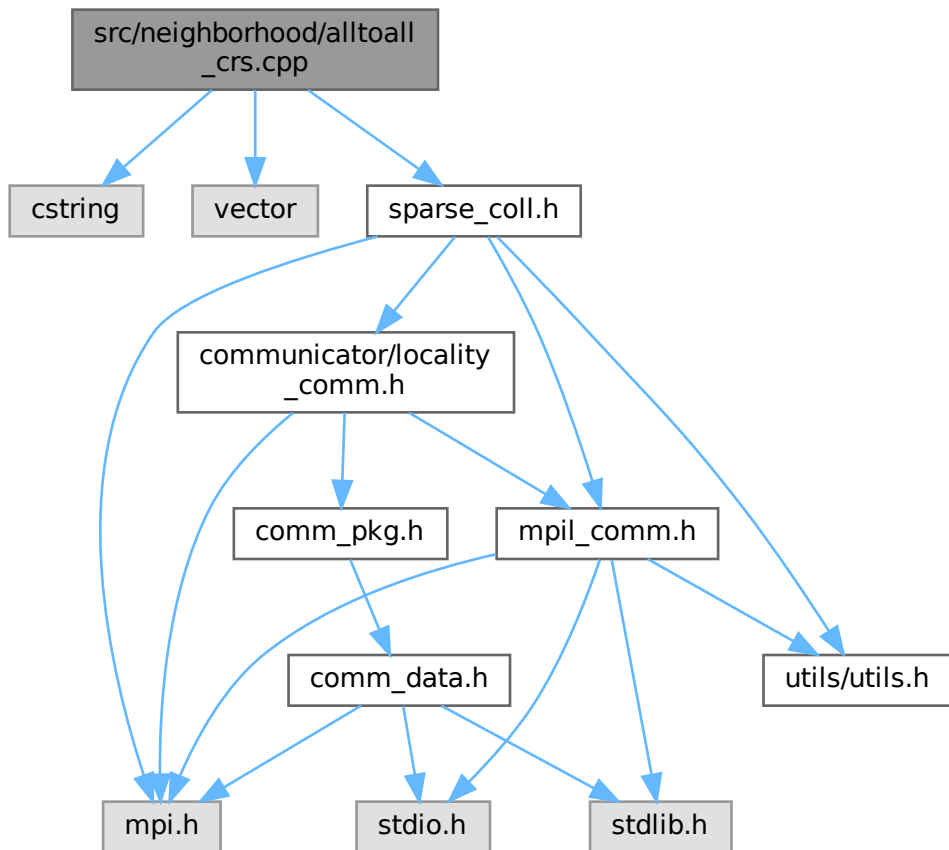 src/neighborhood/alltoall
_crs.cpp
cstring
vector
sparse_coll.h
communicator/locality
_comm.h
comm_pkg.h
mpil_comm.h
comm_data.h
utils/utils.h
mpi.h
stdio.h
stdlib.h